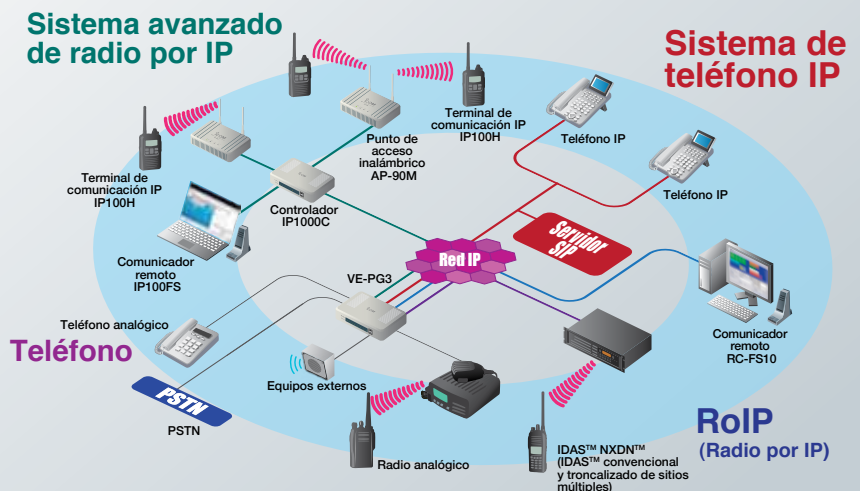 Sistema avanzado
de radio por IP
Sistema de
teléfono IP
Terminal de
comunicación IP
IP100H
Punto de
acceso
inalámbrico
AP-90M
Teléfono IP
Teléfono IP
Terminal de
comunicación IP
IP100H
Controlador
IP1000C
Servidor
SIP
Red IP
Comunicador
remoto
IP100FS
VE-PG3
Teléfono analógico
Teléfono
Equipos externos
PSTN
PSTN
Comunicador
remoto
RC-FS10
RoIP
(Radio por IP)
Radio analógico
IDAS™ NXDN™
(IDAS™ convencional
y troncalizado de sitios
múltiples)